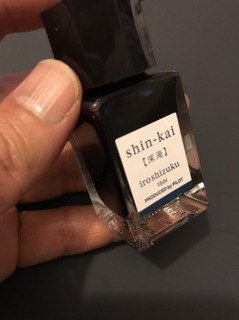 shin-kai
【深海】
iroshizuku
15ml
PRODUCED by PILOT